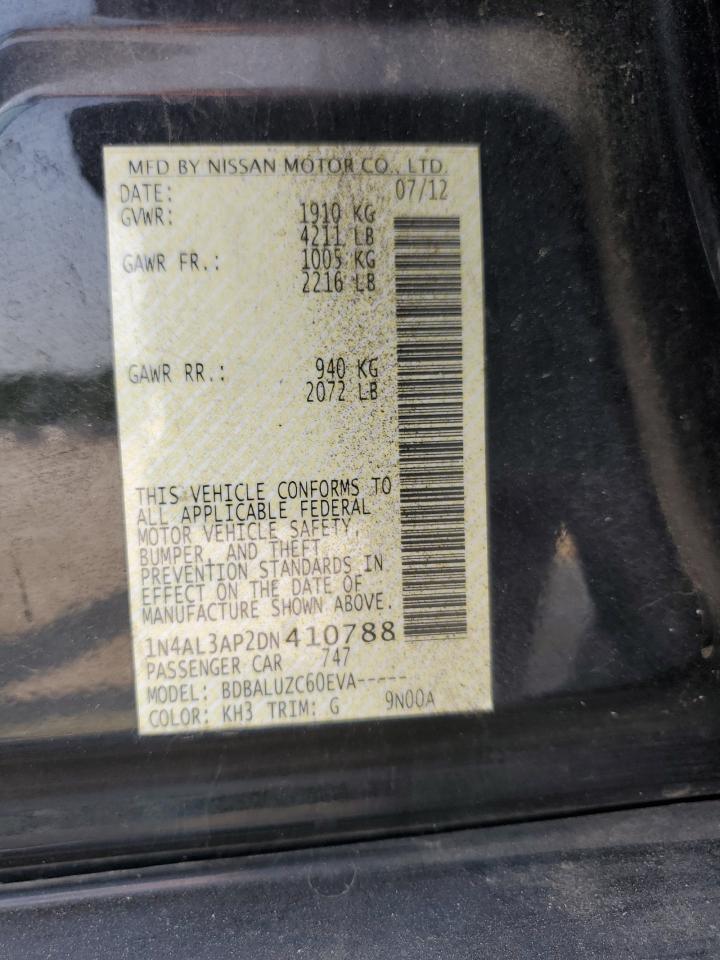 MFD BY NISSAN MOTOR CO., LTD.
DATE: 07/12
GVWR: 1910 KG
4211 LB
GAWR FR.: 1005 KG
2216 LB
GAWR RR.: 940 KG
2072 LB
THIS VEHICLE CONFORMS TO
ALL APPLICABLE FEDERAL
MOTOR VEHICLE SAFETY,
BUMPER, AND THEFT
PREVENTION STANDARDS IN
EFFECT ON THE DATE OF
MANUFACTURE SHOWN ABOVE.
1N4AL3AP2DN410788
PASSENGER CAR 747
MODEL: BDBALUZC60EVA-----
COLOR: KH3 TRIM: G 9N00A